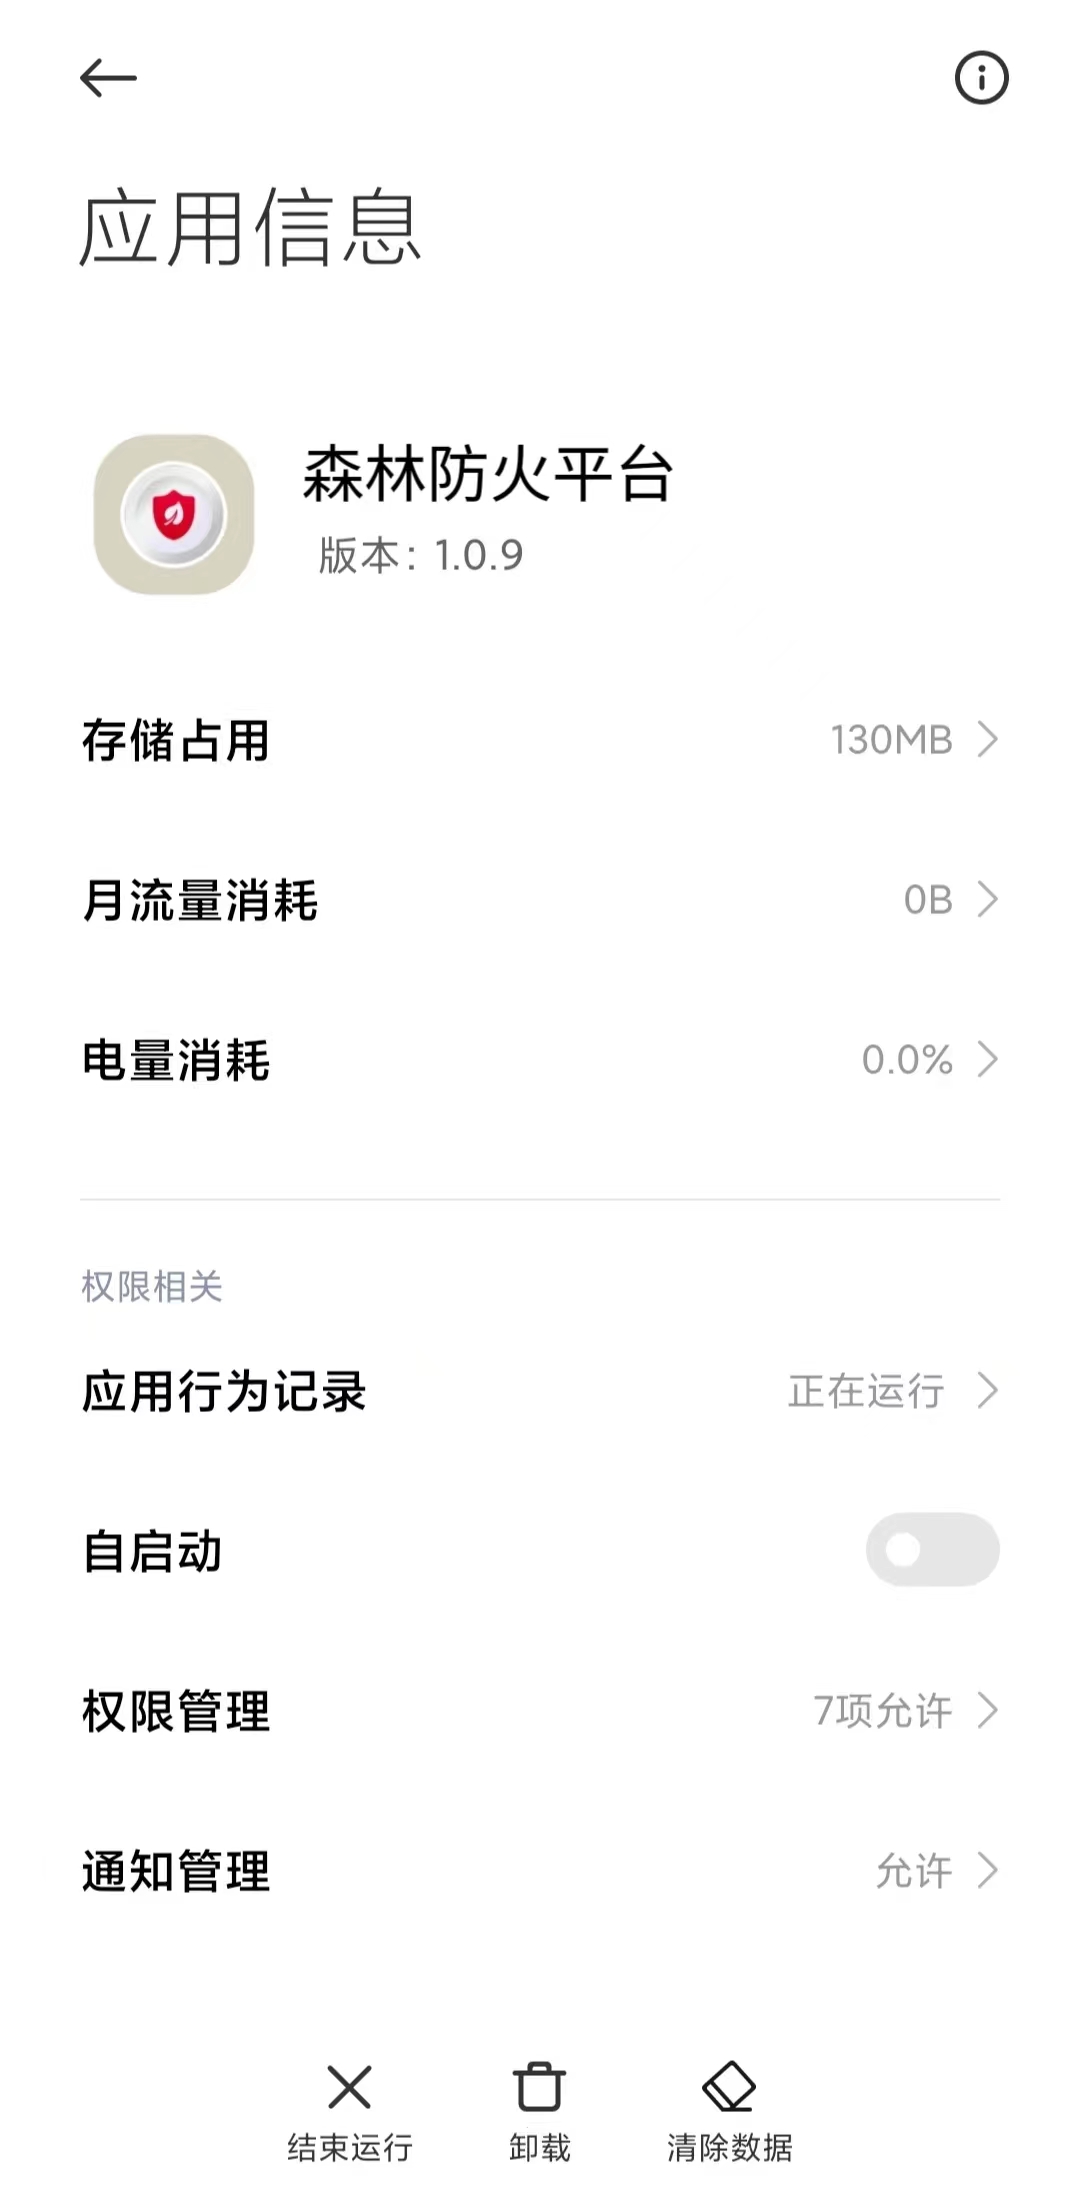 应用信息
森林防火平台
版本: 1.0.9
存储占用 130MB
月流量消耗 0B
电量消耗 0.0%
权限相关
应用行为记录 正在运行
自启动
权限管理 7项允许
通知管理 允许
结束运行 卸载 清除数据